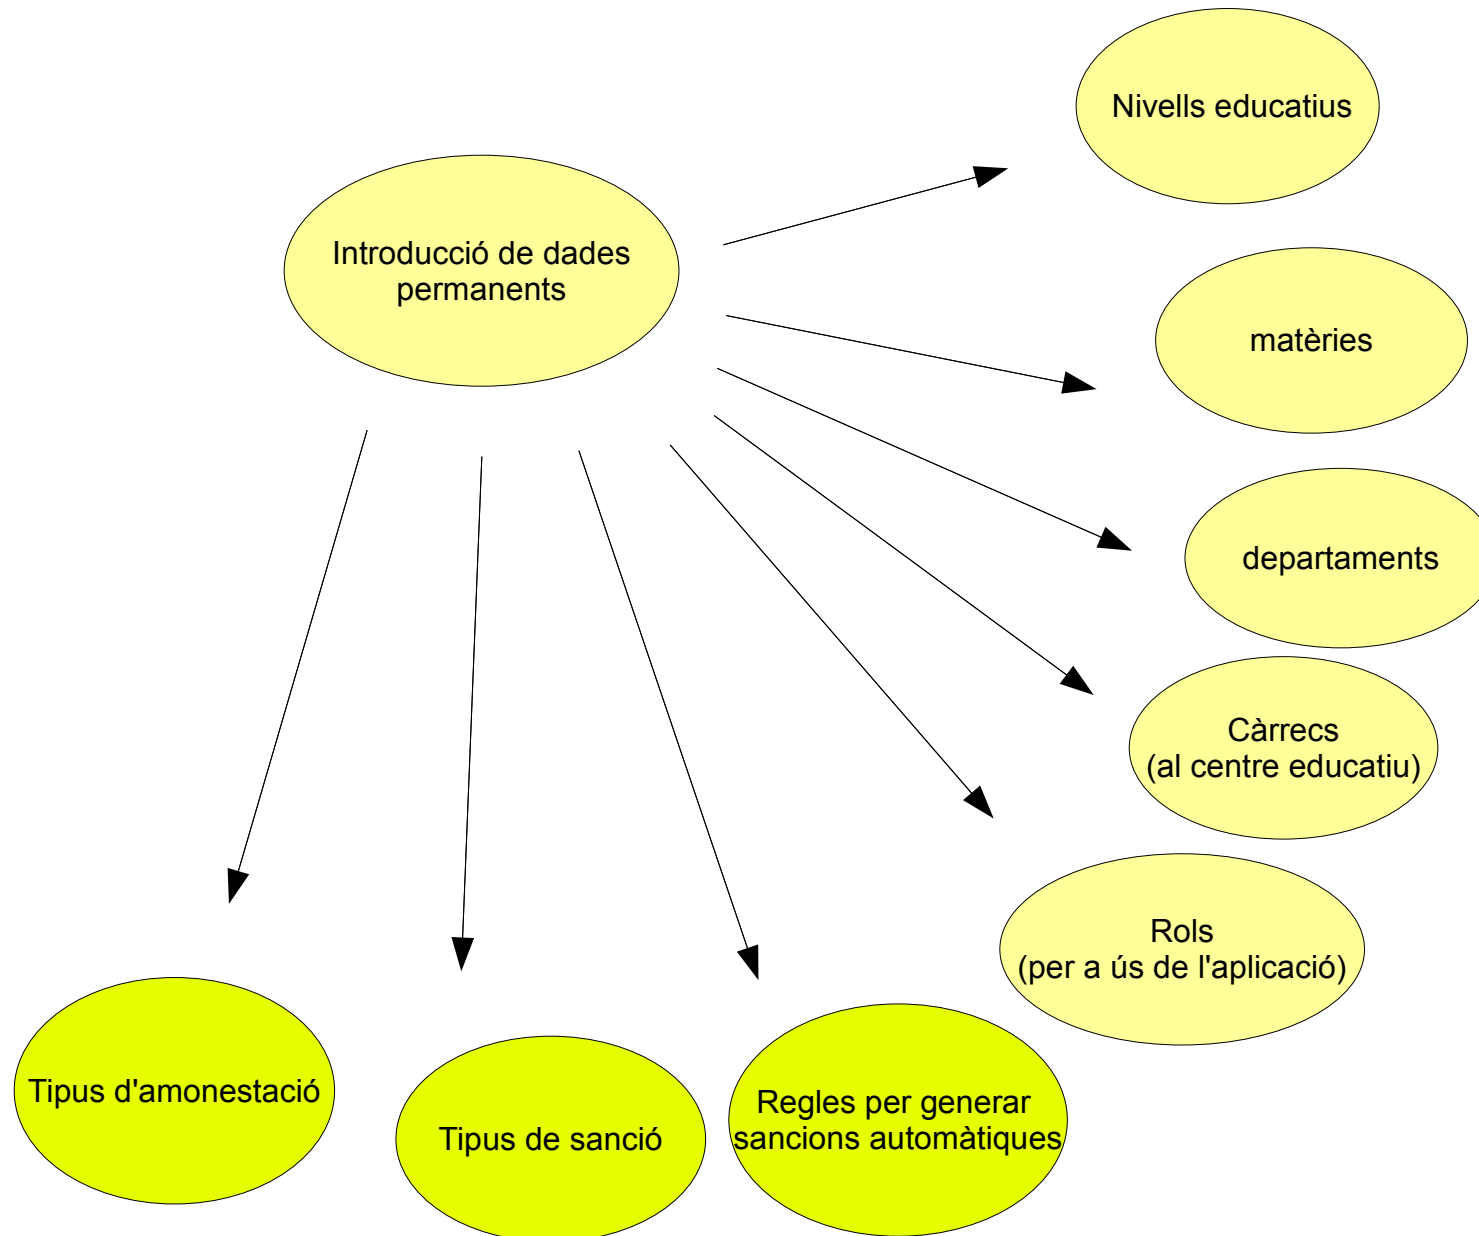 Nivells educatius
Introducció de dades
permanents
matèries
departaments
Càrrecs
(al centre educatiu)
Rols
(per a ús de l'aplicació)
Tipus d'amonestació
Tipus de sanció
Regles per generar
sancions automàtiques